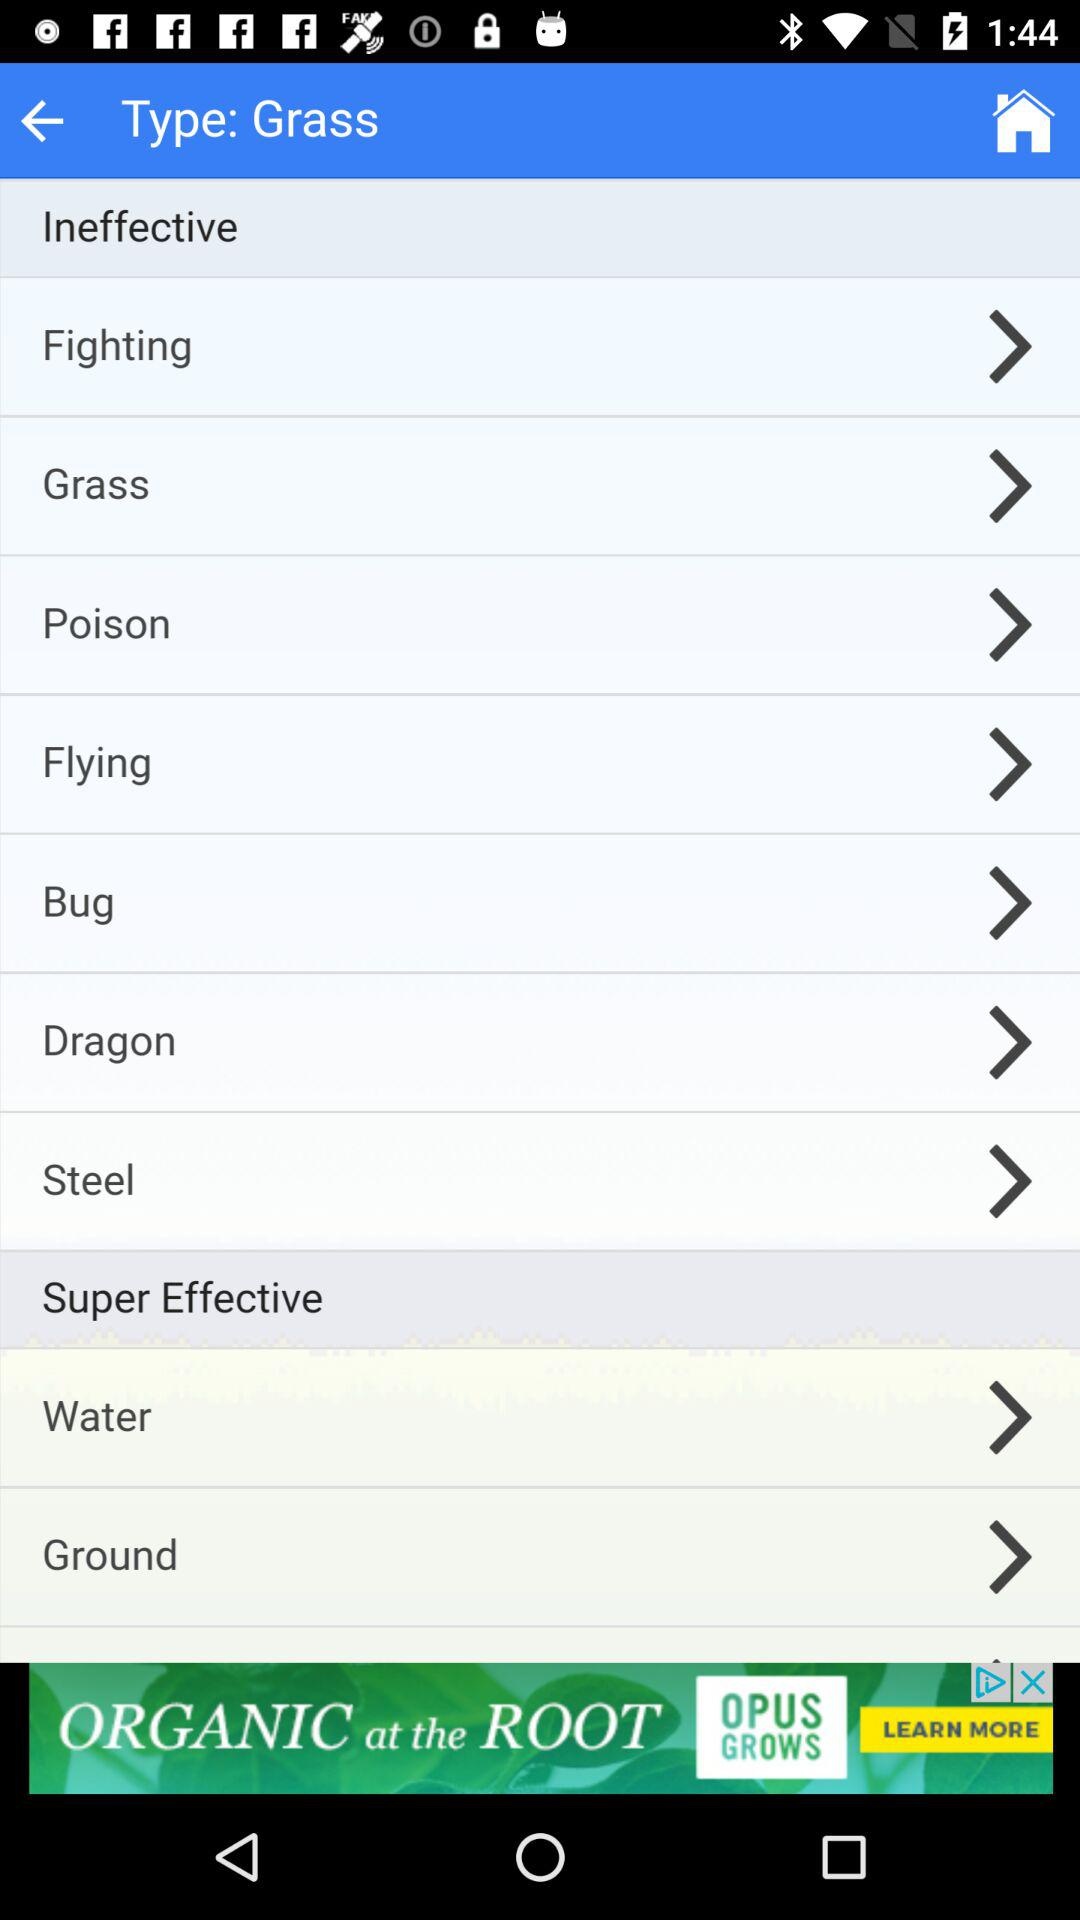 FAKE
1:44
Type: Grass
Ineffective
Fighting
Grass
Poison
Flying
Bug
Dragon
Steel
Super Effective
Water
Ground
ORGANIC at the ROOT
OPUS
GROWS
LEARN MORE